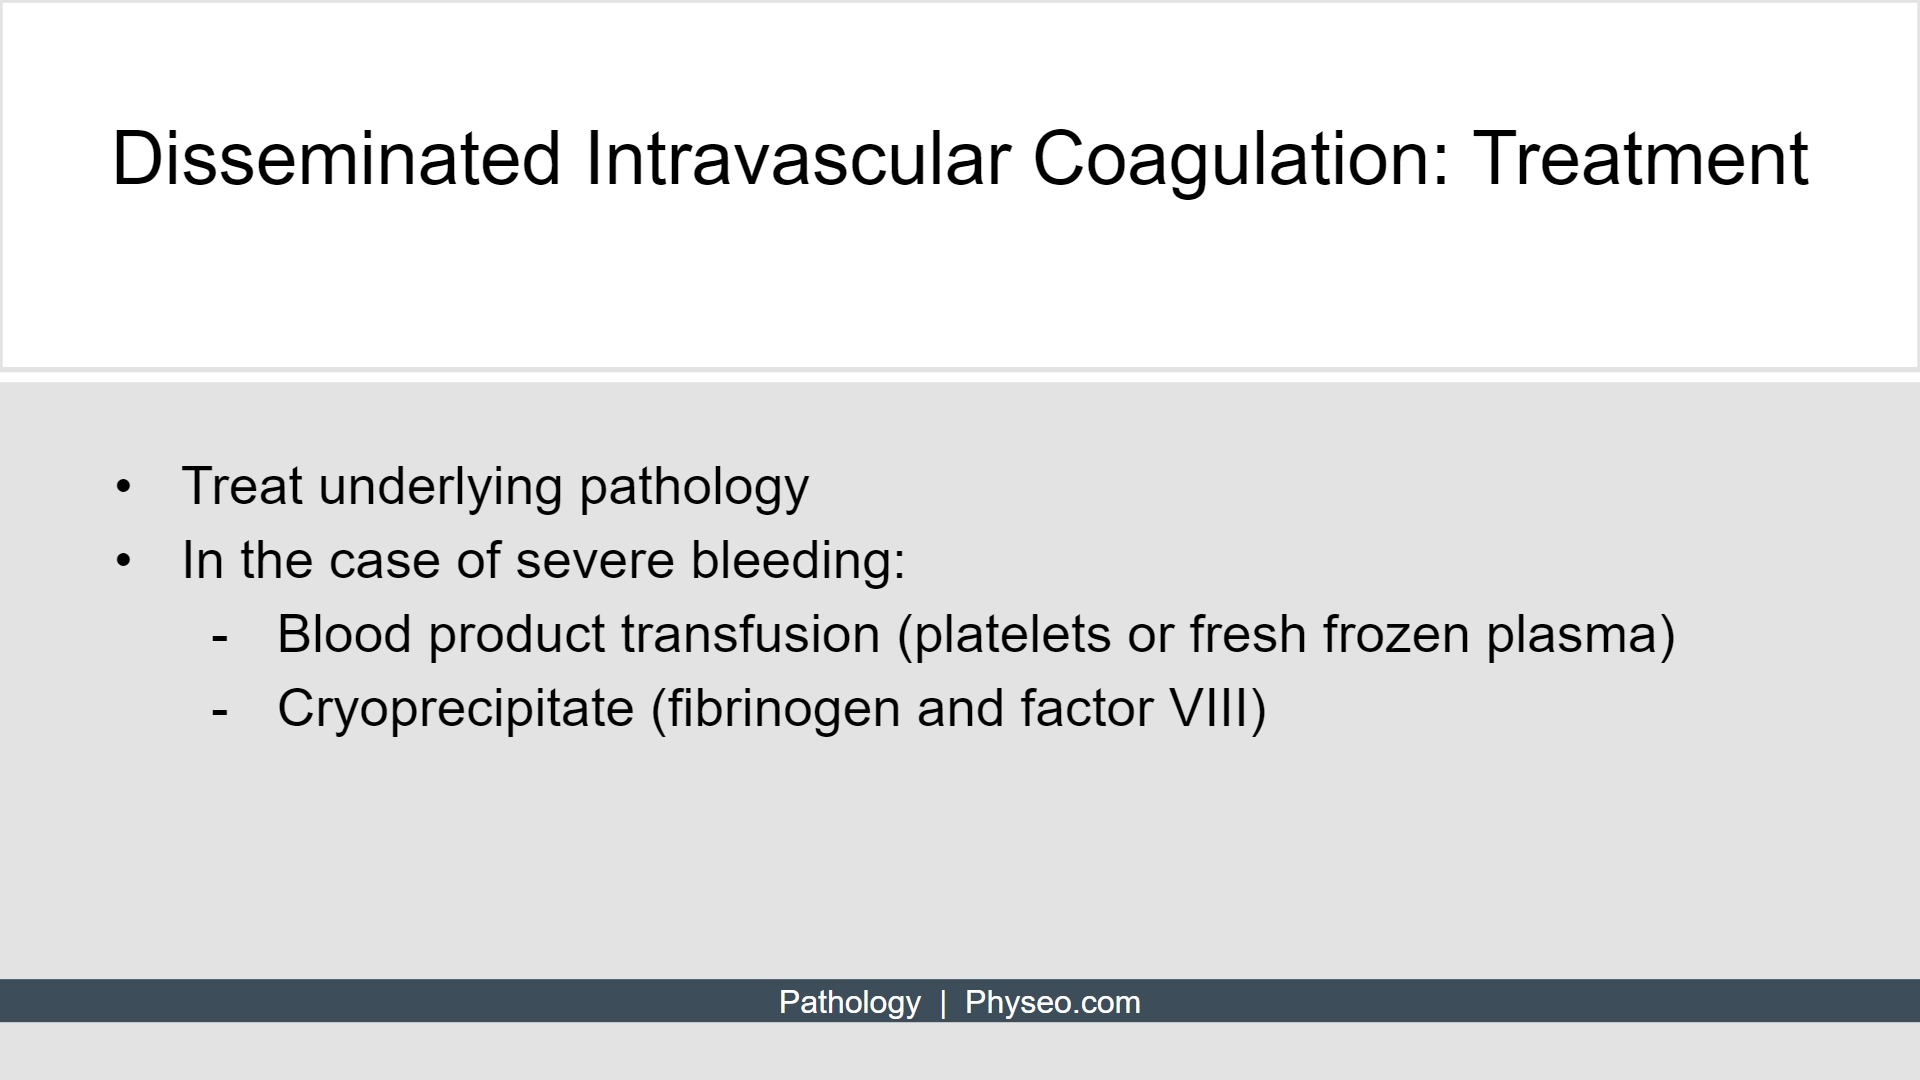 Disseminated Intravascular Coagulation: Treatment
• Treat underlying pathology
• In the case of severe bleeding:
- Blood product transfusion (platelets or fresh frozen plasma)
- Cryoprecipitate (fibrinogen and factor VIII)
Pathology | Physeo.com